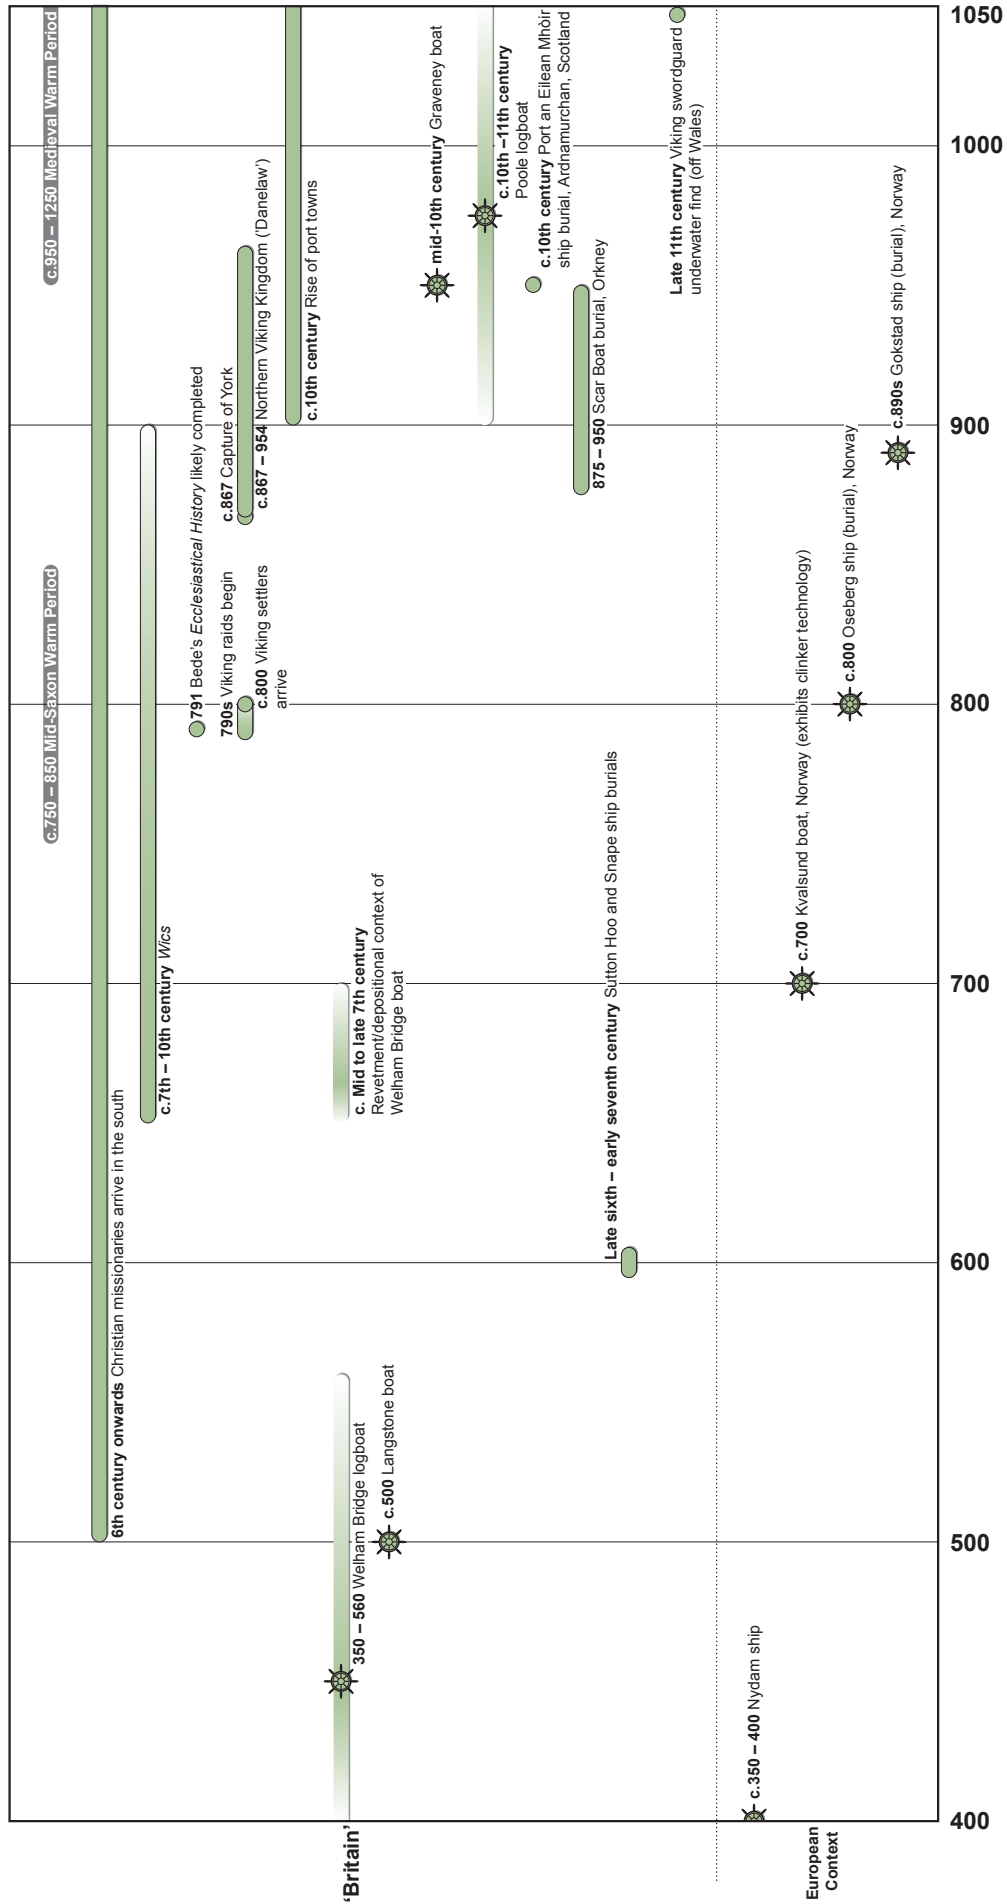 c.750 – 850 Mid-Saxon Warm Period
c.950 – 1250 Medieval Warm Period
6th century onwards Christian missionaries arrive in the south
c.7th – 10th century Wics
791 Bede's Ecclesiastical History likely completed
790s Viking raids begin
c.800 Viking settlers
arrive
c.867 Capture of York
c.867 – 954 Northern Viking Kingdom ('Danelaw')
c.10th century Rise of port towns
'Britain'
350 – 560 Welham Bridge logboat
c. Mid to late 7th century
Revetment/depositional context of
Welham Bridge boat
c.500 Langstone boat
mid-10th century Graveney boat
c.10th –11th century
Poole logboat
c.10th century Port an Eilean Mhòir
ship burial, Ardnamurchan, Scotland
875 – 950 Scar Boat burial, Orkney
Late sixth – early seventh century Sutton Hoo and Snape ship burials
Late 11th century Viking swordguard
underwater find (off Wales)
European
Context
c.350 – 400 Nydam ship
c.700 Kvalsund boat, Norway (exhibits clinker technology)
c.800 Oseberg ship (burial), Norway
c.890s Gokstad ship (burial), Norway
400
500
600
700
800
900
1000
1050